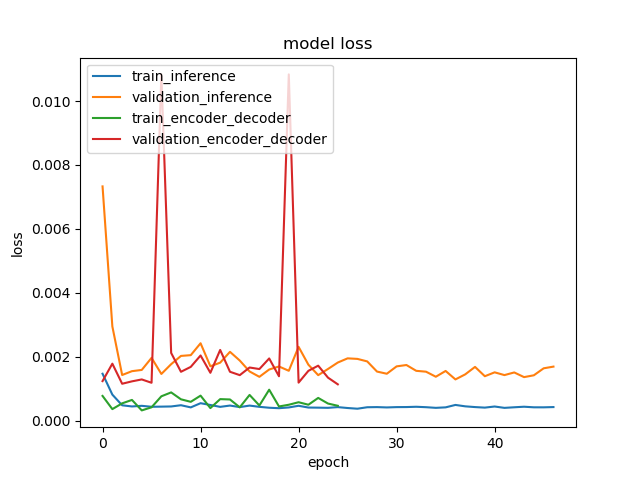 model loss
train_inference
validation_inference
train_encoder_decoder
validation_encoder_decoder
0.010
0.008
0.006
0.004
0.002
0.000
loss
0 10 20 30 40
epoch